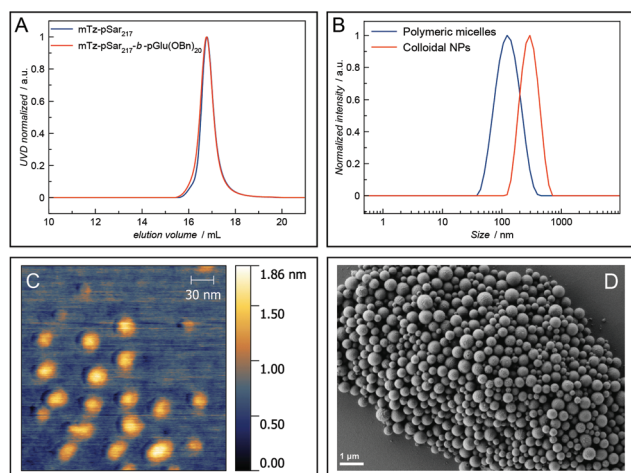 A
mTz-pSar217
mTz-pSar217-b-pGlu(OBn)20
UVD normalized / a.u.
1
0.8
0.6
0.4
0.2
0
10 12 14 16 18 20
elution volume / mL
B
Polymeric micelles
Colloidal NPs
Normalized intensity / a.u.
1
0.8
0.6
0.4
0.2
0
1 10 100 1000
Size / nm
C
30 nm
1.86 nm
1.50
1.00
0.50
0.00
D
1 µm